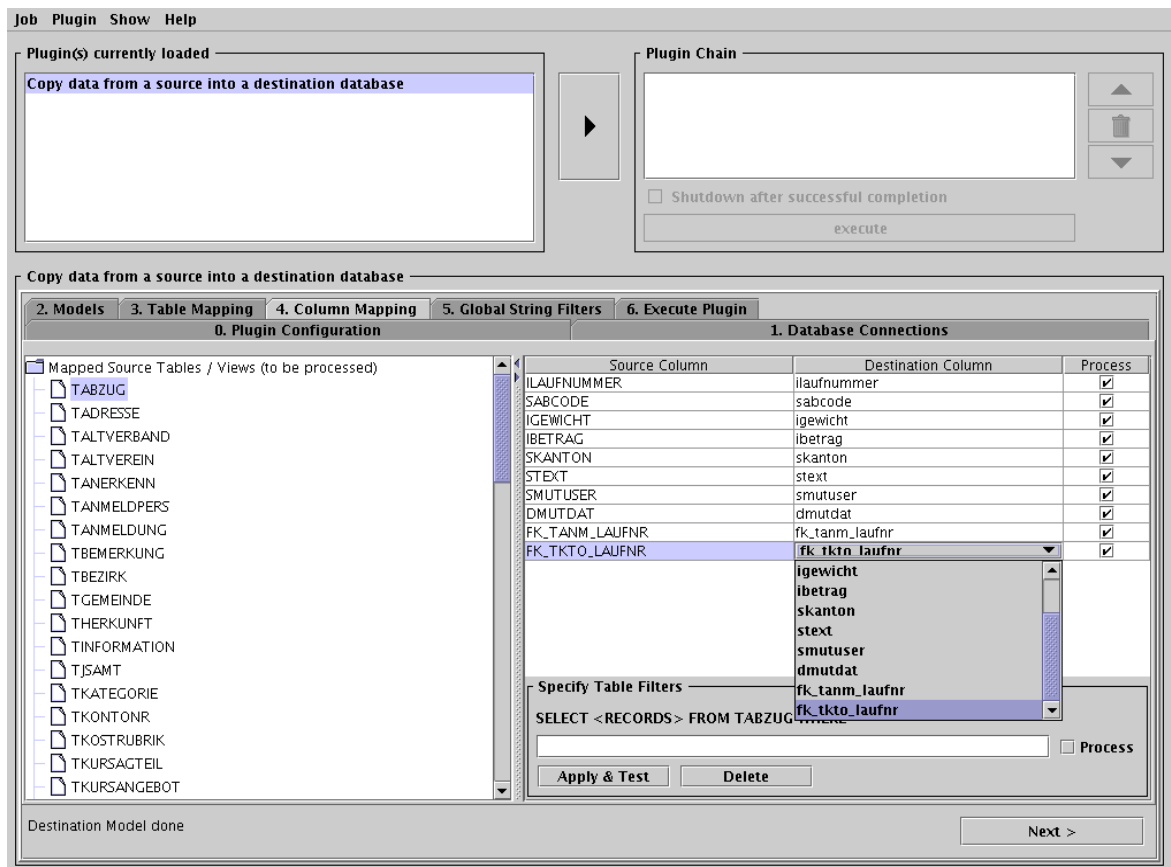 Job Plugin Show Help
Plugin(s) currently loaded
Copy data from a source into a destination database
Plugin Chain
Shutdown after successful completion
execute
Copy data from a source into a destination database
2. Models 3. Table Mapping 4. Column Mapping 5. Global String Filters 6. Execute Plugin
0. Plugin Configuration 1. Database Connections
Mapped Source Tables / Views (to be processed)
TABZUG
TADRESSE
TALTVERBAND
TALTVEREIN
TANERKENN
TANMELDPERS
TANMELDUNG
TBEMERKUNG
TBEZIRK
TGEMEINDE
THERKUNFT
TINFORMATION
TJSAMT
TKATEGORIE
TKONTONR
TKOSTRUBRIK
TKURSAGTEIL
TKURSANGEBOT
Source Column Destination Column Process
ILAUFNUMMER ilaufnummer
SABCODE sabcode
IGEWICHT igewicht
IBETRAG ibetrag
SKANTON skanton
STEXT stext
SMUTUSER smutuser
DMUTDAT dmutdat
FK_TANM_LAUFNR fk_tanm_laufnr
FK_TKTO_LAUFNR fk_tkto_laufnr
igewicht
ibetrag
skanton
stext
smutuser
dmutdat
fk_tanm_laufnr
fk_tkto_laufnr
Specify Table Filters
SELECT <RECORDS> FROM TABZUG WHERE
Process
Apply & Test Delete
Destination Model done
Next >